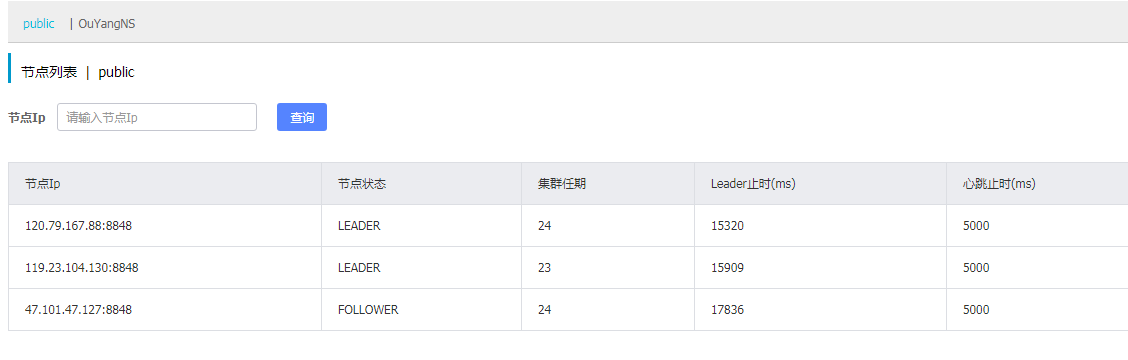 public | OuYangNS
节点列表 | public
节点Ip 请输入节点Ip 查询
节点Ip 节点状态 集群任期 Leader止时(ms) 心跳止时(ms)
120.79.167.88:8848 LEADER 24 15320 5000
119.23.104.130:8848 LEADER 23 15909 5000
47.101.47.127:8848 FOLLOWER 24 17836 5000